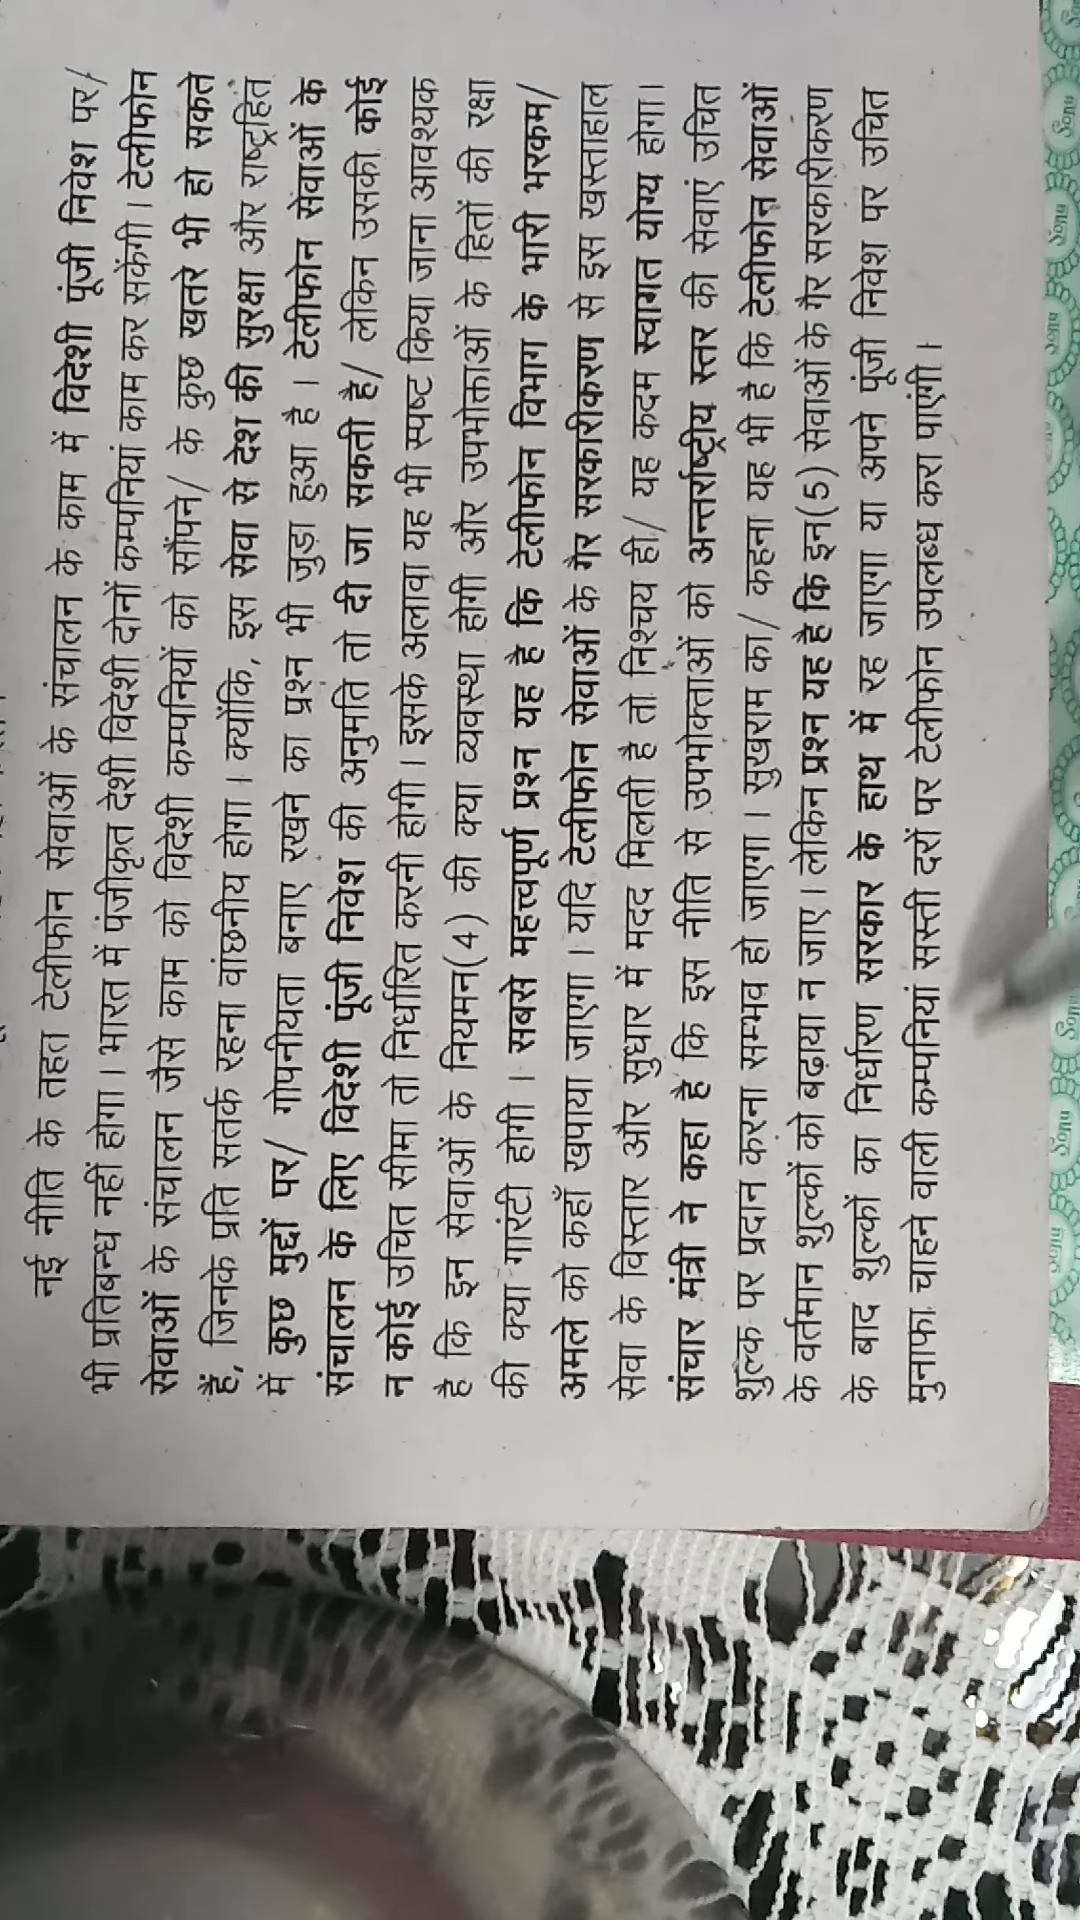 नई नीति के तहत टेलीफोन सेवाओं के संचालन के काम में विदेशी पूंजी निवेश पर/
भी प्रतिबन्ध नहीं होगा। भारत में पंजीकृत देशी विदेशी दोनों कम्पनियां काम कर सकेंगी। टेलीफोन
सेवाओं के संचालन जैसे काम को विदेशी कम्पनियों को सौंपने/ के कुछ खतरे भी हो सकते
हैं, जिनके प्रति सतर्क रहना वांछनीय होगा। क्योंकि, इस सेवा से देश की सुरक्षा और राष्ट्रहित
में कुछ मुद्दों पर/ गोपनीयता बनाए रखने का प्रश्न भी जुड़ा हुआ है। टेलीफोन सेवाओं के
संचालन के लिए विदेशी पूंजी निवेश की अनुमति तो दी जा सकती है/ लेकिन उसकी कोई
न कोई उचित सीमा तो निर्धारित करनी होगी। इसके अलावा यह भी स्पष्ट किया जाना आवश्यक
है कि इन सेवाओं के नियमन(4) की क्या व्यवस्था होगी और उपभोक्ताओं के हितों की रक्षा
की क्या गारंटी होगी। सबसे महत्त्वपूर्ण प्रश्न यह है कि टेलीफोन विभाग के भारी भरकम/
अमले को कहाँ खपाया जाएगा। यदि टेलीफोन सेवाओं के गैर सरकारीकरण से इस खस्ताहाल
सेवा के विस्तार और सुधार में मदद मिलती है तो निश्चय ही/ यह कदम स्वागत योग्य होगा।
संचार मंत्री ने कहा है कि इस नीति से उपभोक्ताओं को अन्तर्राष्ट्रीय स्तर की सेवाएं उचित
शुल्क पर प्रदान करना सम्भव हो जाएगा। सुखराम का/ कहना यह भी है कि टेलीफोन सेवाओं
के वर्तमान शुल्कों को बढ़ाया न जाए। लेकिन प्रश्न यह है कि इन(5) सेवाओं के गैर सरकारीकरण
के बाद शुल्कों का निर्धारण सरकार के हाथ में रह जाएगा या अपने पूंजी निवेश पर उचित
मुनाफा चाहने वाली कम्पनियां सस्ती दरों पर टेलीफोन उपलब्ध करा पाएंगी।